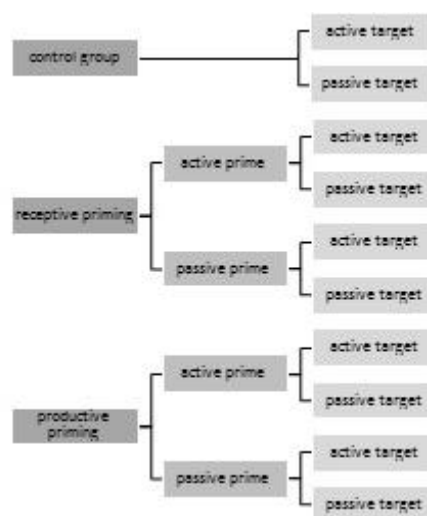 active target
control group
passive target
active target
active prime
passive target
receptive priming
active target
passive prime
passive target
active target
active prime
passive target
productive
priming
active target
passive prime
passive target